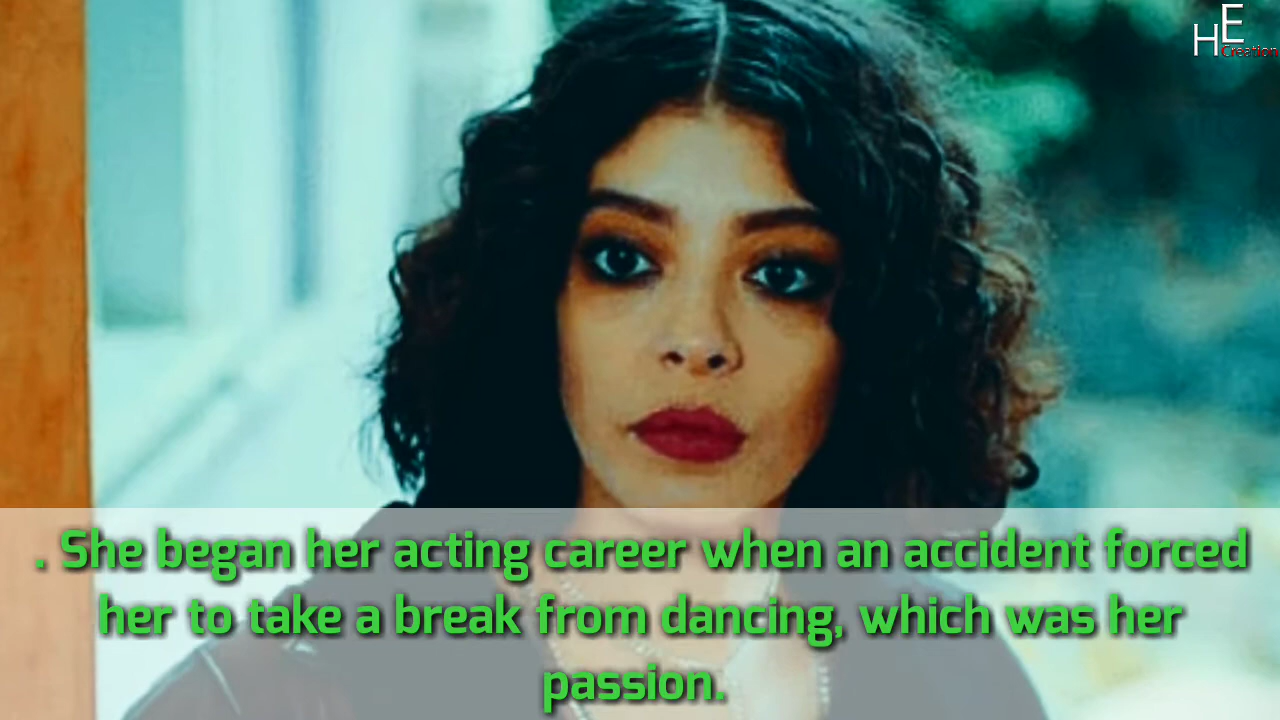 HE
Creation
. She began her acting career when an accident forced
her to take a break from dancing, which was her
passion.